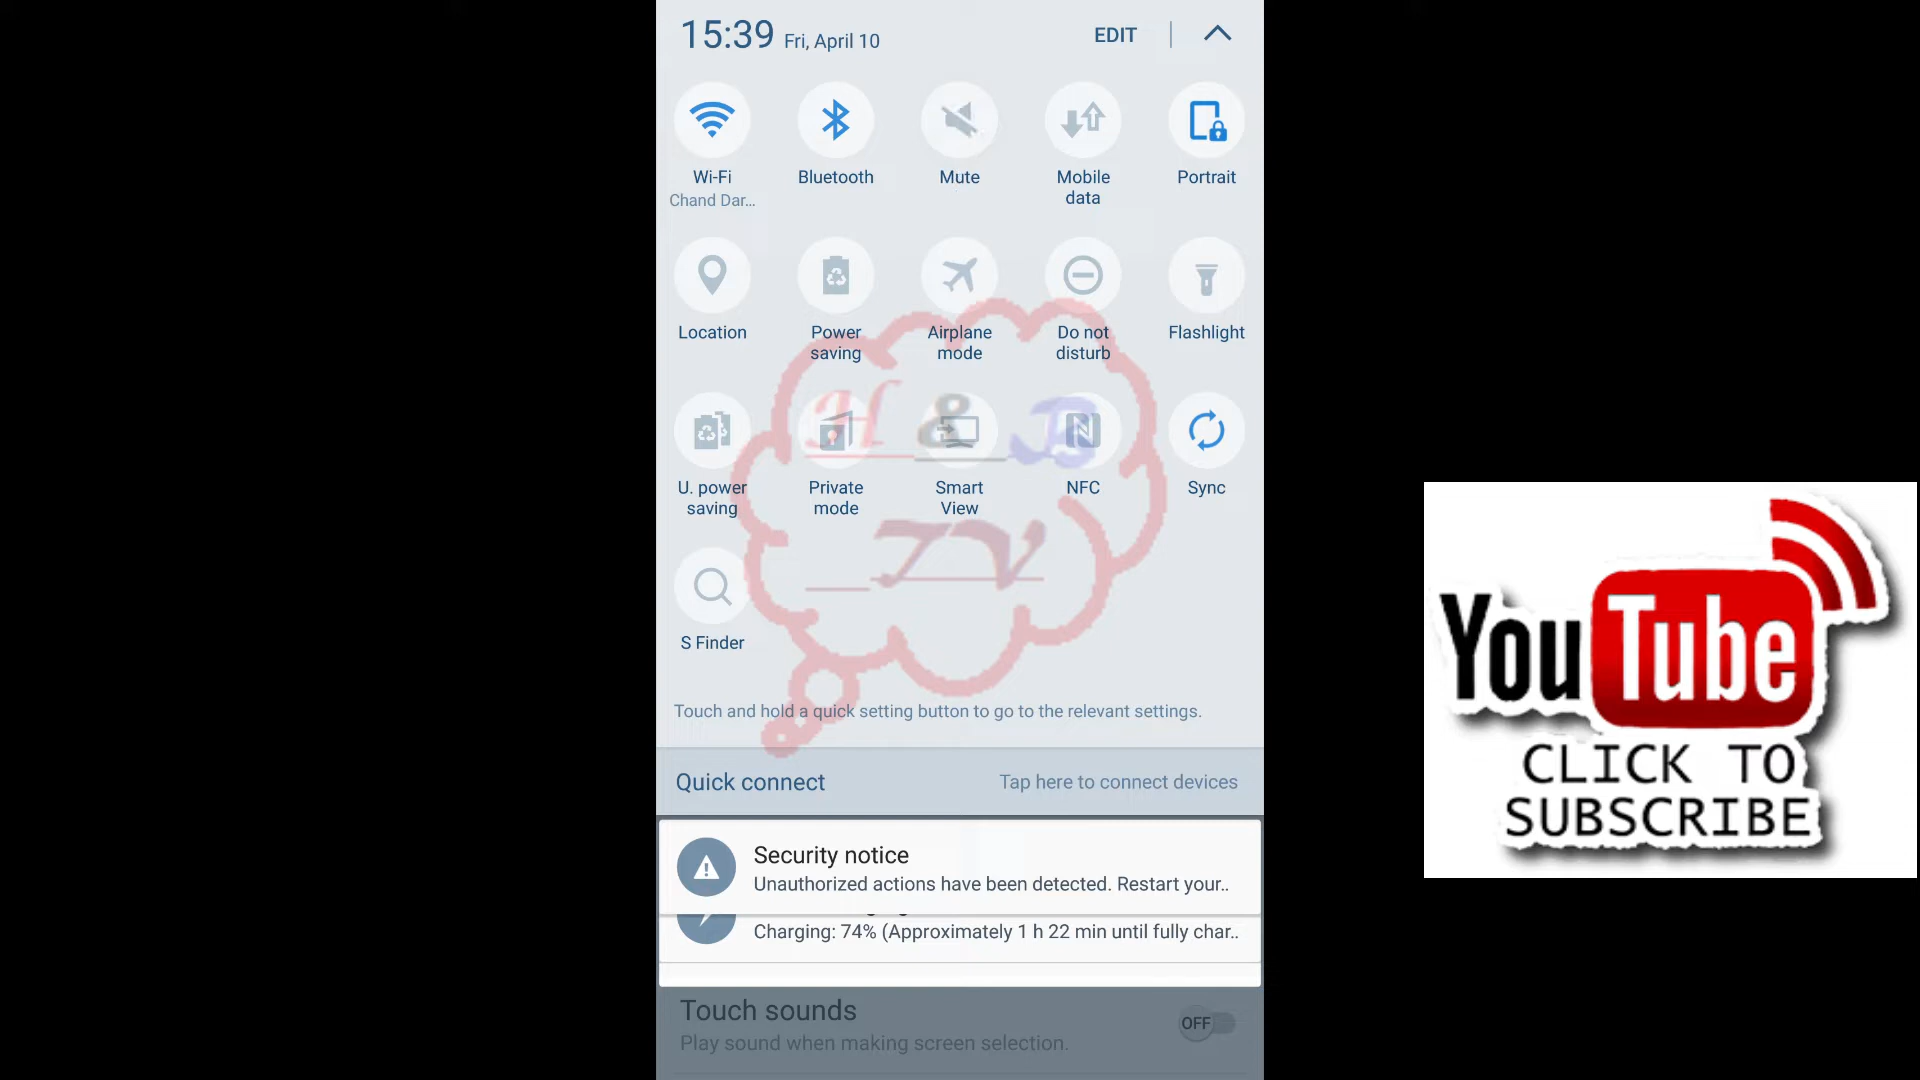 15:39 Fri, April 10 EDIT
Wi-Fi Bluetooth Mute Mobile data Portrait
Chand Dar...
Location Power saving Airplane mode Do not disturb Flashlight
H & B
U. power saving Private mode Smart View NFC Sync
TV
S Finder
Touch and hold a quick setting button to go to the relevant settings.
Quick connect Tap here to connect devices
Security notice
Unauthorized actions have been detected. Restart your..
Charging: 74% (Approximately 1 h 22 min until fully char..
Touch sounds
OFF
Play sound when making screen selection.
YouTube
CLICK TO
SUBSCRIBE